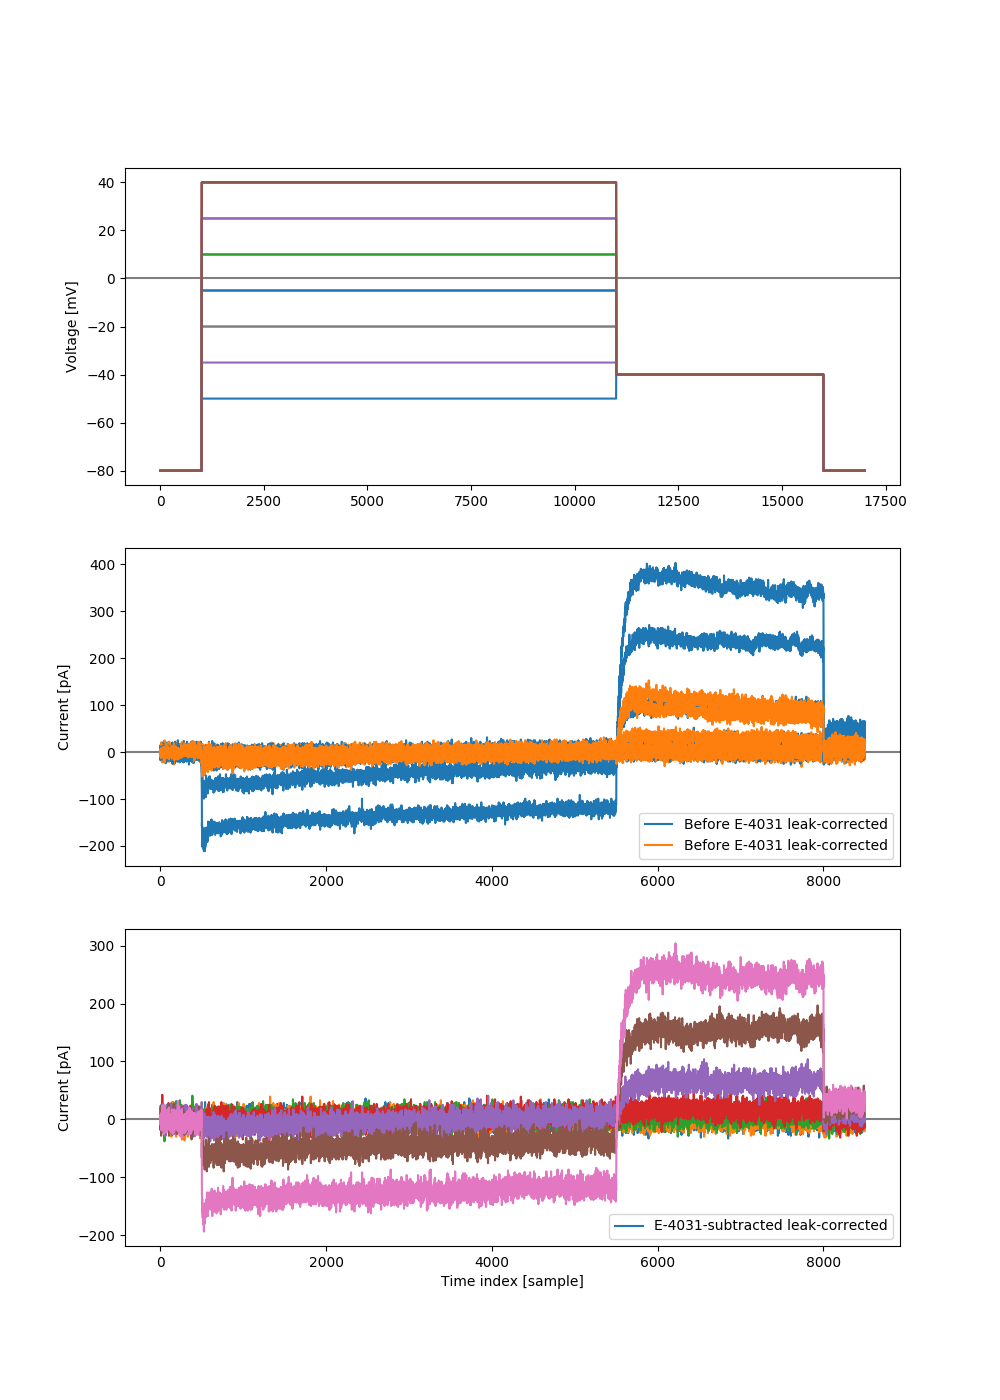 40
20
0
−20
−40
−60
−80
Voltage [mV]
0 2500 5000 7500 10000 12500 15000 17500
400
300
200
100
0
−100
−200
Current [pA]
Before E-4031 leak-corrected
Before E-4031 leak-corrected
0 2000 4000 6000 8000
300
200
100
0
−100
−200
Current [pA]
E-4031-subtracted leak-corrected
0 2000 4000 6000 8000
Time index [sample]